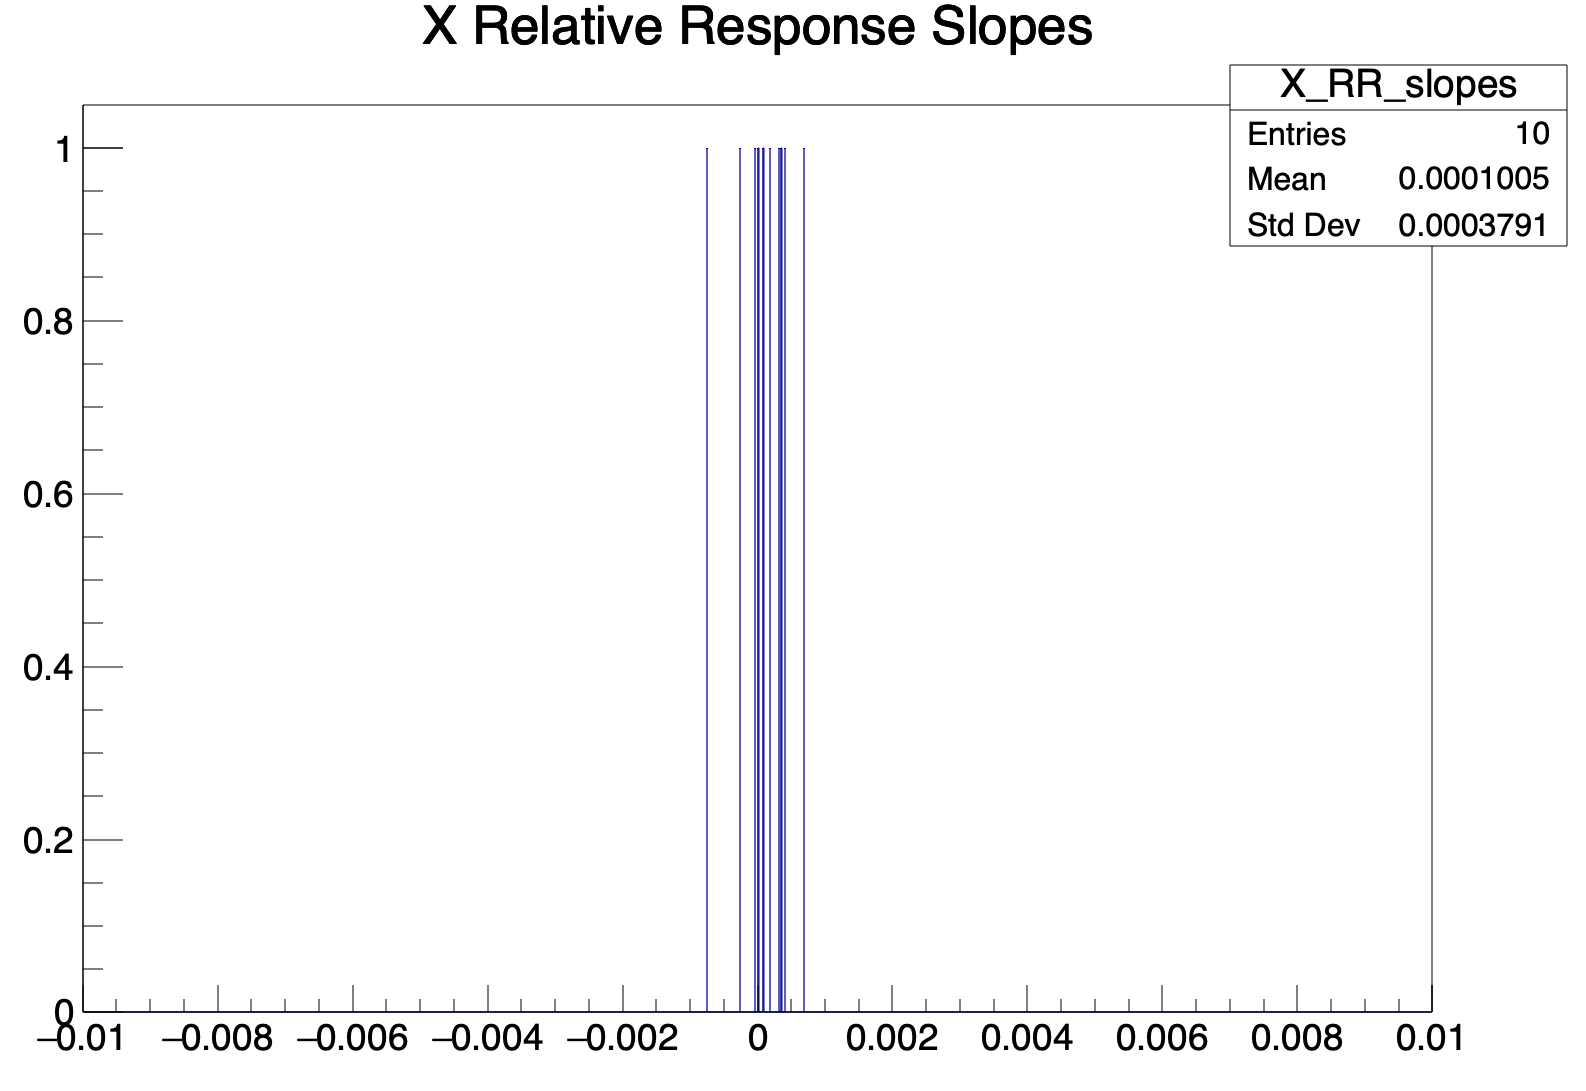 X Relative Response Slopes
X_RR_slopes
Entries 10
Mean 0.0001005
Std Dev 0.0003791
1
0.8
0.6
0.4
0.2
0
−0.01 −0.008 −0.006 −0.004 −0.002 0 0.002 0.004 0.006 0.008 0.01